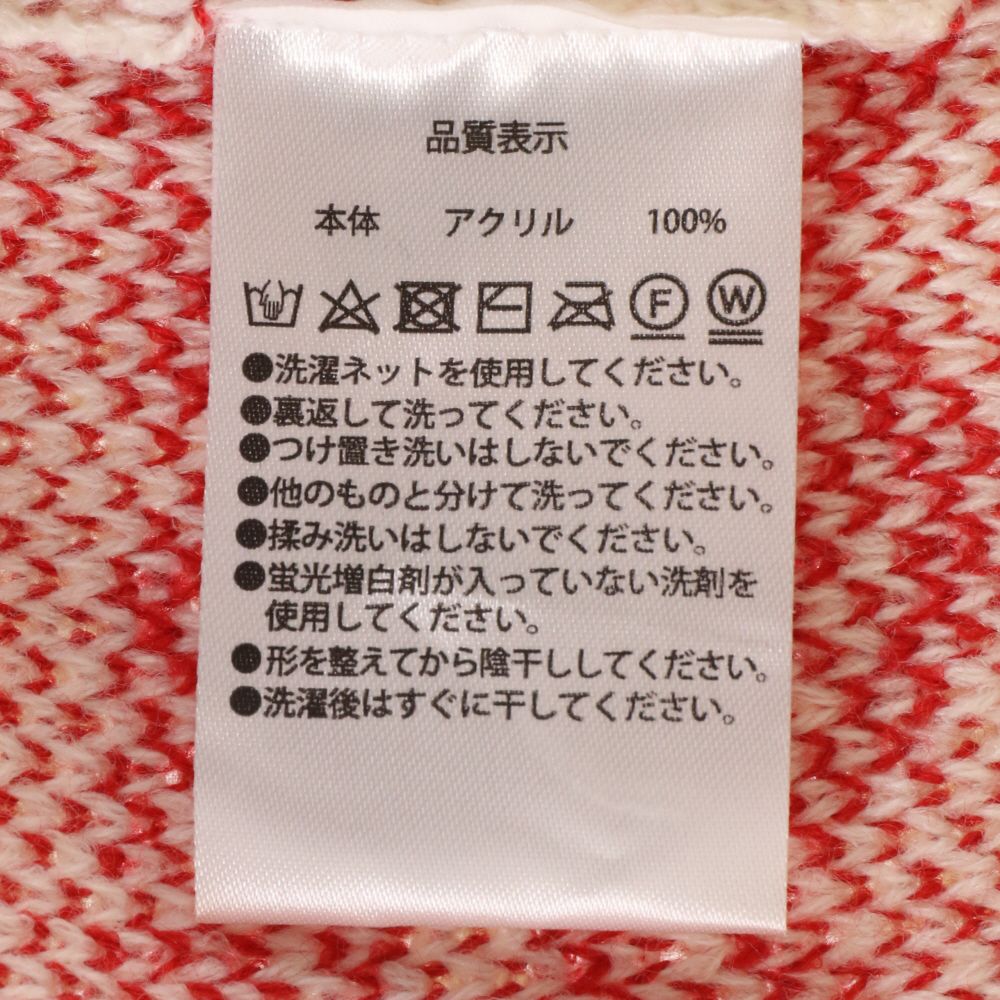 品質表示
本体 アクリル 100%
F W
●洗濯ネットを使用してください。
●裏返して洗ってください。
●つけ置き洗いはしないでください。
●他のものと分けて洗ってください。
●揉み洗いはしないでください。
●蛍光増白剤が入っていない洗剤を
使用してください。
●形を整えてから陰干ししてください。
●洗濯後はすぐに干してください。